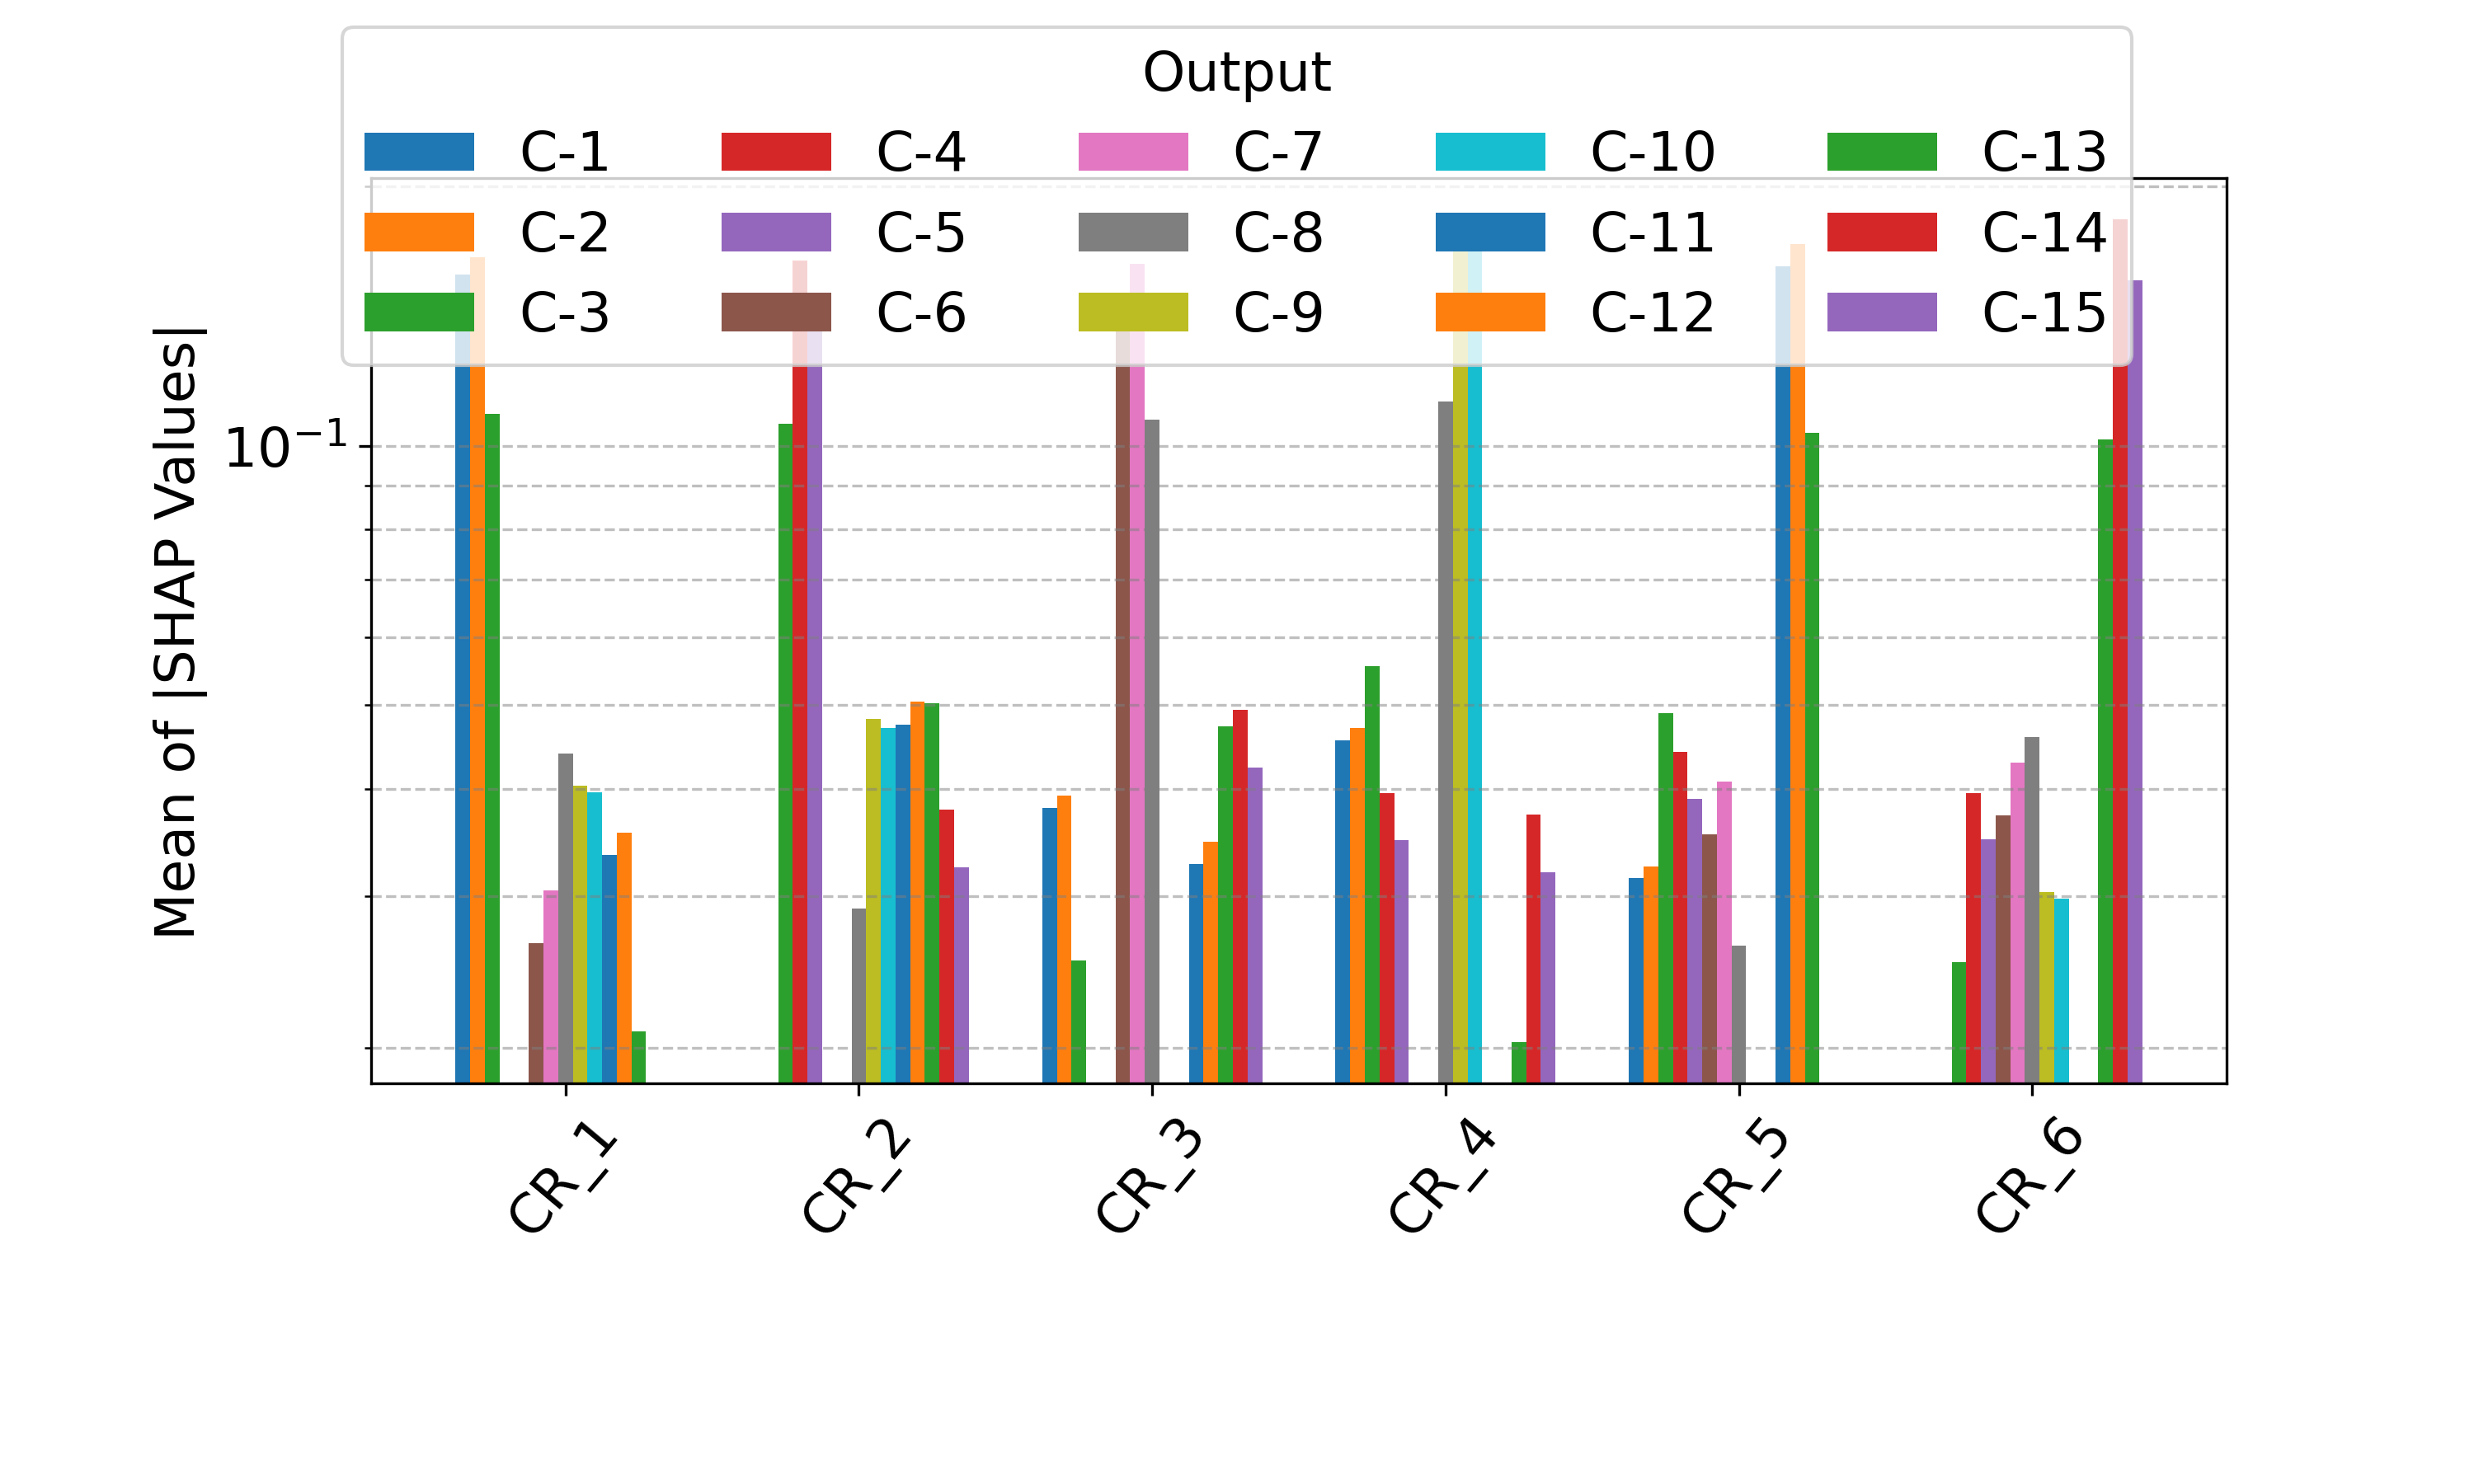 Output
C-1 C-4 C-7 C-10 C-13
C-2 C-5 C-8 C-11 C-14
C-3 C-6 C-9 C-12 C-15
Mean of |SHAP Values|
10⁻¹
CR_1 CR_2 CR_3 CR_4 CR_5 CR_6